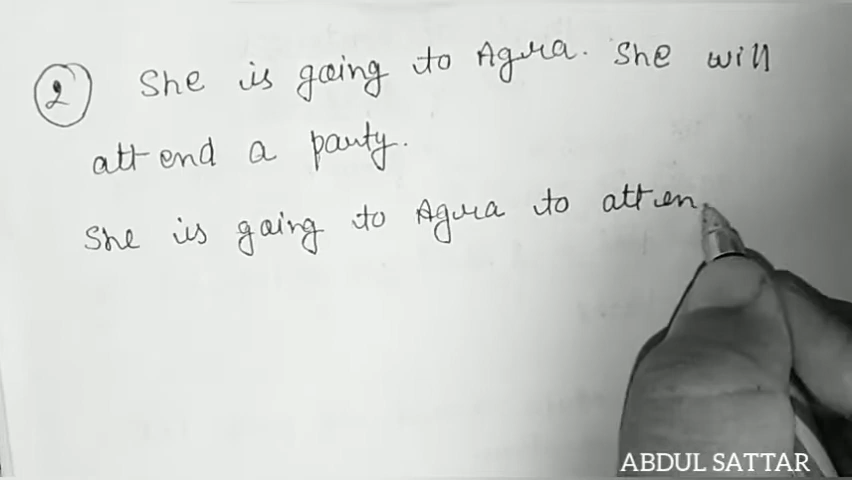 2 She is going to Agra. She will
attend a party.
She is going to Agra to atten
ABDUL SATTAR